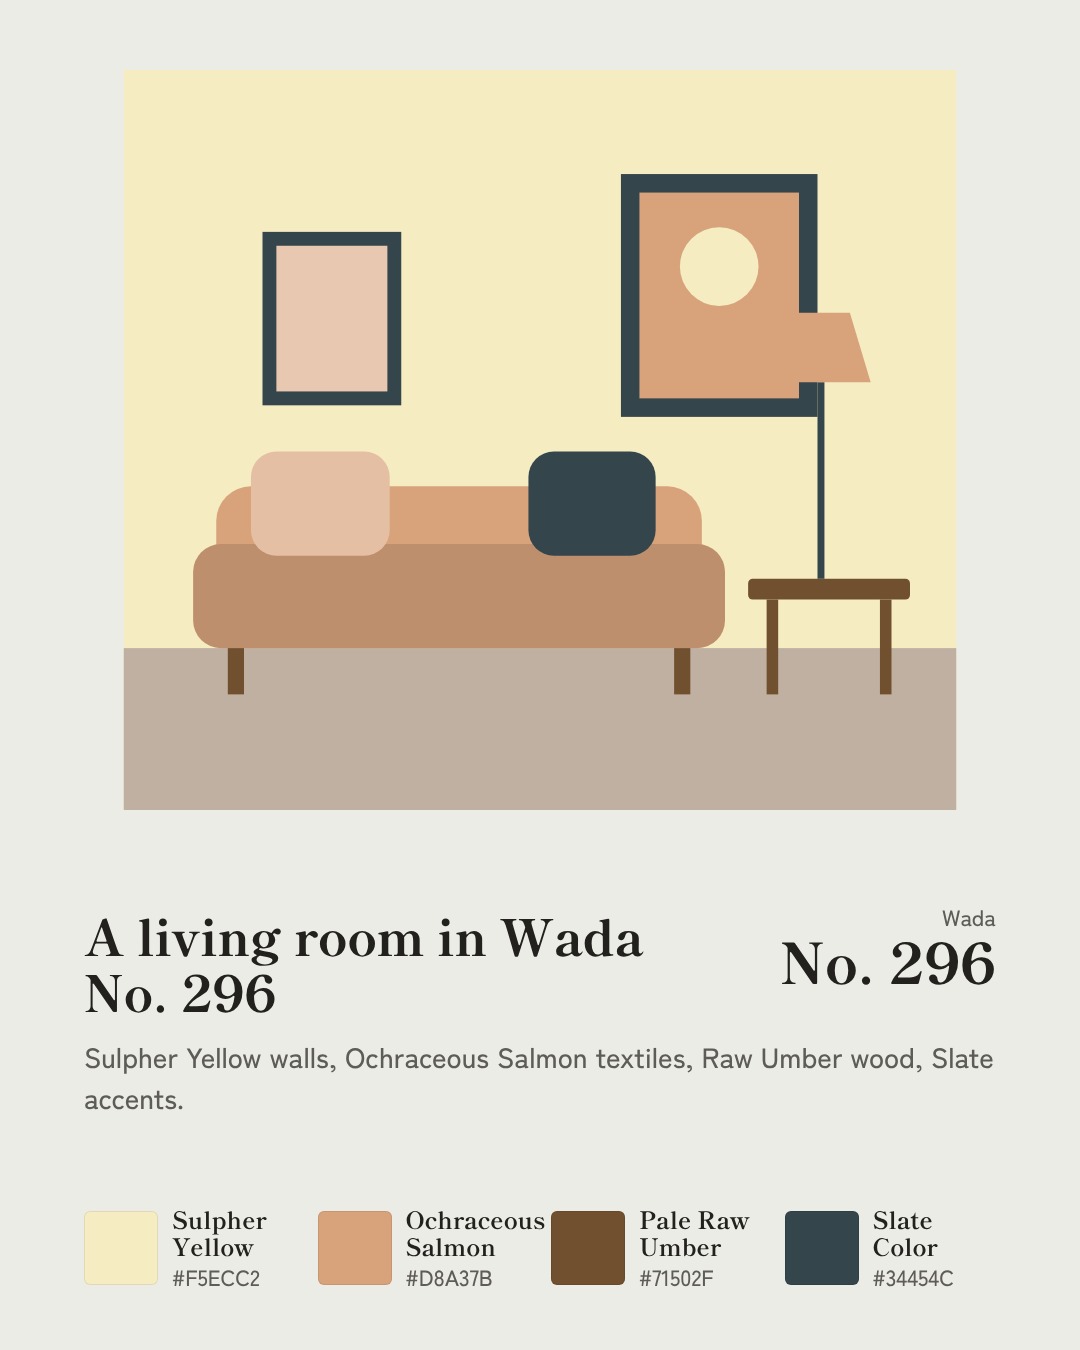 A living room in Wada
No. 296
Wada
No. 296
Sulpher Yellow walls, Ochraceous Salmon textiles, Raw Umber wood, Slate
accents.
Sulpher
Yellow
#F5ECC2
Ochraceous
Salmon
#D8A37B
Pale Raw
Umber
#71502F
Slate
Color
#34454C